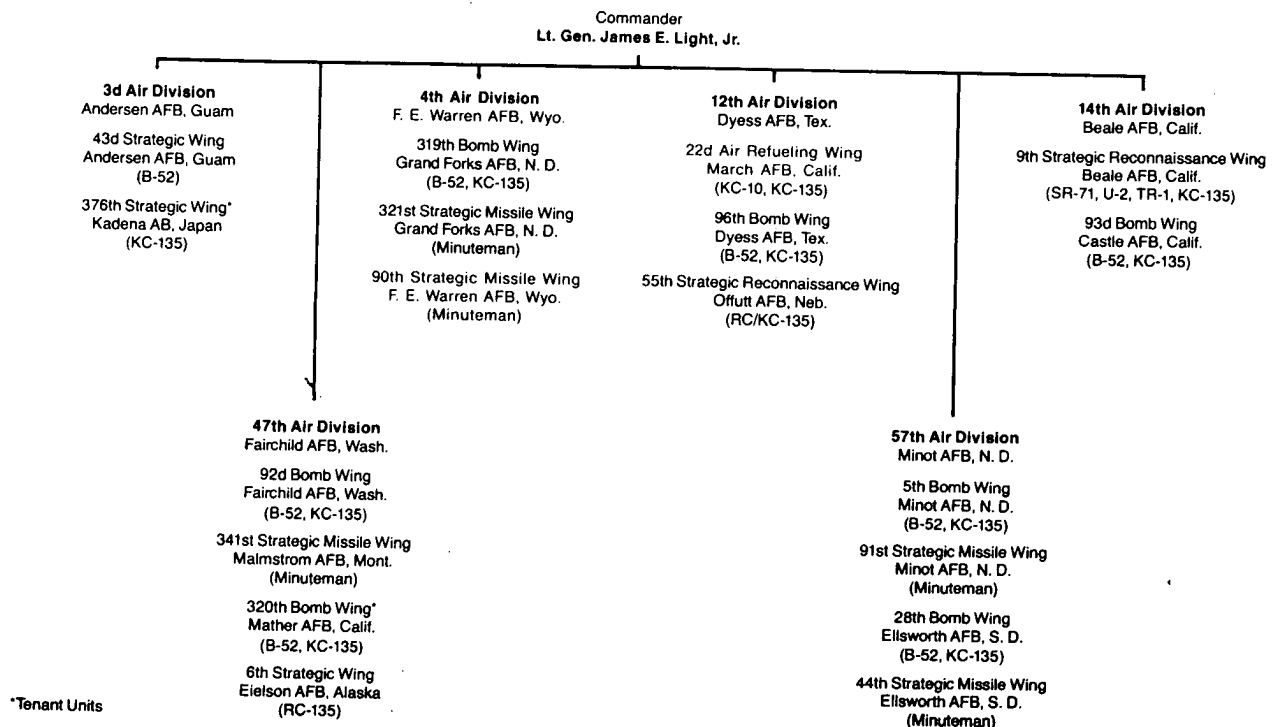 Commander
Lt. Gen. James E. Light, Jr.
3d Air Division
Andersen AFB, Guam
43d Strategic Wing
Andersen AFB, Guam
(B-52)
376th Strategic Wing*
Kadena AB, Japan
(KC-135)
4th Air Division
F. E. Warren AFB, Wyo.
319th Bomb Wing
Grand Forks AFB, N. D.
(B-52, KC-135)
321st Strategic Missile Wing
Grand Forks AFB, N. D.
(Minuteman)
90th Strategic Missile Wing
F. E. Warren AFB, Wyo.
(Minuteman)
12th Air Division
Dyess AFB, Tex.
22d Air Refueling Wing
March AFB, Calif.
(KC-10, KC-135)
96th Bomb Wing
Dyess AFB, Tex.
(B-52, KC-135)
55th Strategic Reconnaissance Wing
Offutt AFB, Neb.
(RC/KC-135)
14th Air Division
Beale AFB, Calif.
9th Strategic Reconnaissance Wing
Beale AFB, Calif.
(SR-71, U-2, TR-1, KC-135)
93d Bomb Wing
Castle AFB, Calif.
(B-52, KC-135)
47th Air Division
Fairchild AFB, Wash.
92d Bomb Wing
Fairchild AFB, Wash.
(B-52, KC-135)
341st Strategic Missile Wing
Malmstrom AFB, Mont.
(Minuteman)
320th Bomb Wing*
Mather AFB, Calif.
(B-52, KC-135)
6th Strategic Wing
Eielson AFB, Alaska
(RC-135)
57th Air Division
Minot AFB, N. D.
5th Bomb Wing
Minot AFB, N. D.
(B-52, KC-135)
91st Strategic Missile Wing
Minot AFB, N. D.
(Minuteman)
28th Bomb Wing
Ellsworth AFB, S. D.
(B-52, KC-135)
44th Strategic Missile Wing
Ellsworth AFB, S. D.
(Minuteman)
*Tenant Units